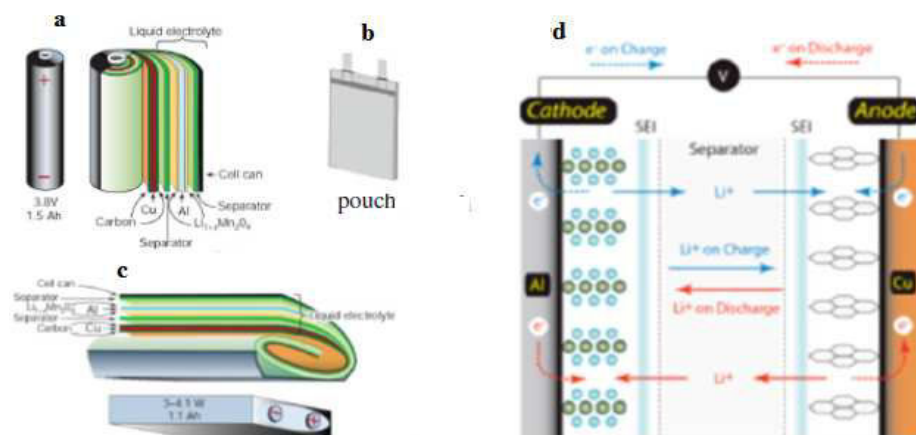 a
Liquid electrolyte
+
−
3.8V
1.5 Ah
Cell can
Separator
Cu
Al
Carbon
Li₁₋ₓMn₂O₄
Separator
b
pouch
c
Cell can
Separator
Al
Separator
Carbon
Cu
Liquid electrolyte
1.1 Ah
d
e⁻ on Charge
e⁻ on Discharge
V
Cathode
Anode
SEI
SEI
Separator
Li⁺
e⁻
e⁻
Li⁺ on Charge
Al
Cu
Li⁺ on Discharge
e⁻
e⁻
Li⁺